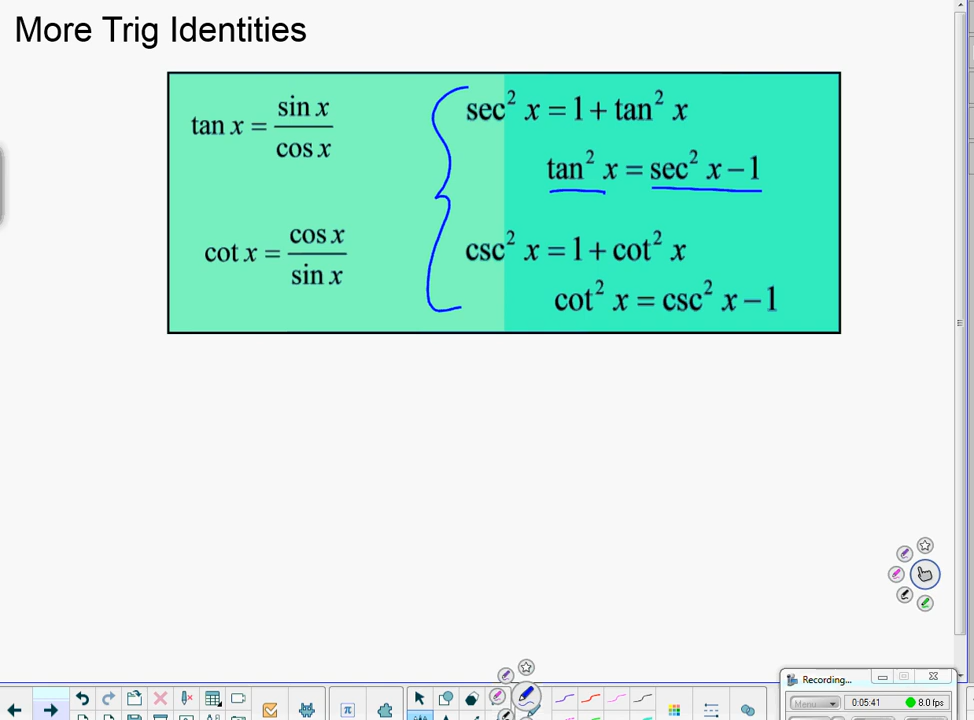 More Trig Identities
tan x = sin x / cos x
cot x = cos x / sin x
sec² x = 1 + tan² x
tan² x = sec² x − 1
csc² x = 1 + cot² x
cot² x = csc² x − 1
Recording...
Menu
0:05:41
8.0 fps